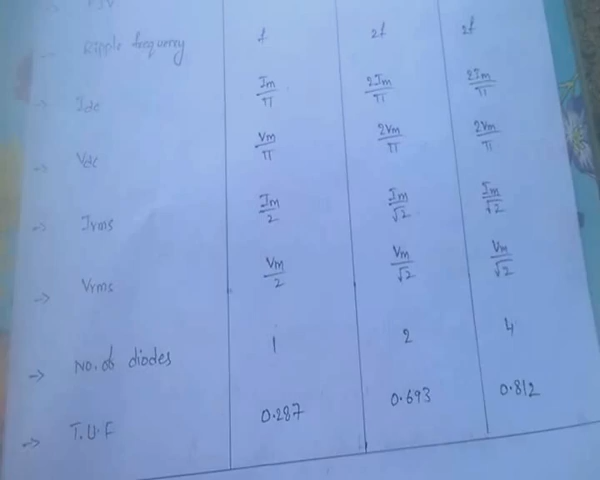 PIV
→ Ripple frequency f 2f 2f
→ Idc Im/π 2Im/π 2Im/π
→ Vdc Vm/π 2Vm/π 2Vm/π
→ Irms Im/2 Im/√2 Im/√2
→ Vrms Vm/2 Vm/√2 Vm/√2
→ No. of diodes 1 2 4
→ T.U.F 0.287 0.693 0.812